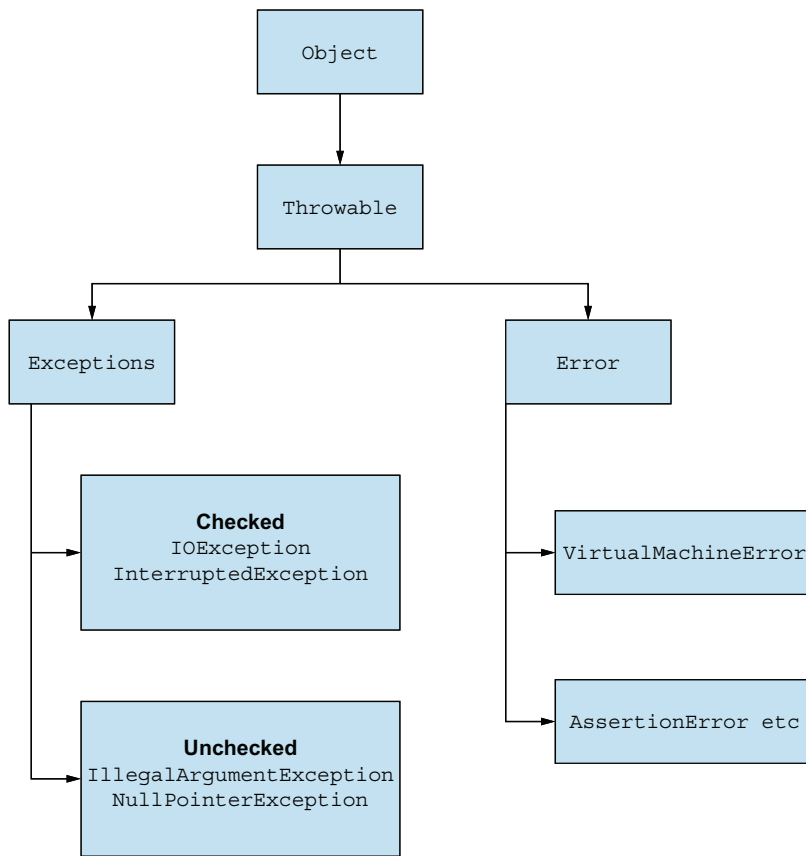 Object
Throwable
Exceptions
Error
Checked
IOException
InterruptedException
VirtualMachineError
Unchecked
IllegalArgumentException
NullPointerException
AssertionError etc